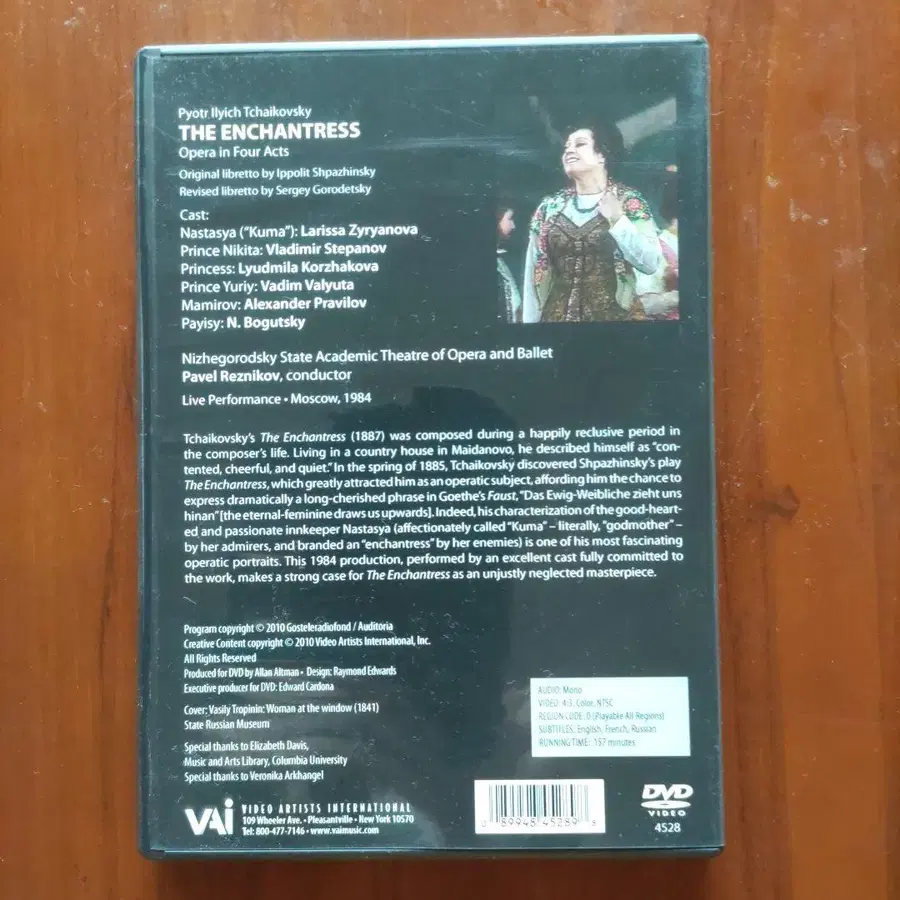 Pyotr Ilyich Tchaikovsky
THE ENCHANTRESS
Opera in Four Acts
Original libretto by Ippolit Shpazhinsky
Revised libretto by Sergey Gorodetsky
Cast:
Nastasya ("Kuma"): Larissa Zyryanova
Prince Nikita: Vladimir Stepanov
Princess: Lyudmila Korzhakova
Prince Yuriy: Vadim Valyuta
Mamirov: Alexander Pravilov
Payisy: N. Bogutsky
Nizhegorodsky State Academic Theatre of Opera and Ballet
Pavel Reznikov, conductor
Live Performance • Moscow, 1984
Tchaikovsky's The Enchantress (1887) was composed during a happily reclusive period in
the composer's life. Living in a country house in Maidanovo, he described himself as "con-
tented, cheerful, and quiet." In the spring of 1885, Tchaikovsky discovered Shpazhinsky's play
The Enchantress, which greatly attracted him as an operatic subject, affording him the chance to
express dramatically a long-cherished phrase in Goethe's Faust, "Das Ewig-Weibliche zieht uns
hinan" [the eternal-feminine draws us upwards]. Indeed, his characterization of the good-heart-
ed and passionate innkeeper Nastasya (affectionately called "Kuma" – literally, "godmother" –
by her admirers, and branded an "enchantress" by her enemies) is one of his most fascinating
operatic portraits. This 1984 production, performed by an excellent cast fully committed to
the work, makes a strong case for The Enchantress as an unjustly neglected masterpiece.
Program copyright © 2010 Gosteleradiofond / Auditoria
Creative Content copyright © 2010 Video Artists International, Inc.
All Rights Reserved
Produced for DVD by Allan Altman • Design: Raymond Edwards
Executive producer for DVD: Edward Cardona
Cover: Vasily Tropinin: Woman at the window (1841)
State Russian Museum
Special thanks to Elizabeth Davis,
Music and Arts Library, Columbia University
Special thanks to Veronika Arkhangel
AUDIO: Mono
VIDEO: 4:3, Color, NTSC
REGION CODE: 0 (Playable All Regions)
SUBTITLES: English, French, Russian
RUNNING TIME: 157 minutes
VAI VIDEO ARTISTS INTERNATIONAL
109 Wheeler Ave. • Pleasantville • New York 10570
Tel: 800-477-7146 • www.vaimusic.com
0 89948 45289 8
DVD
VIDEO
4528